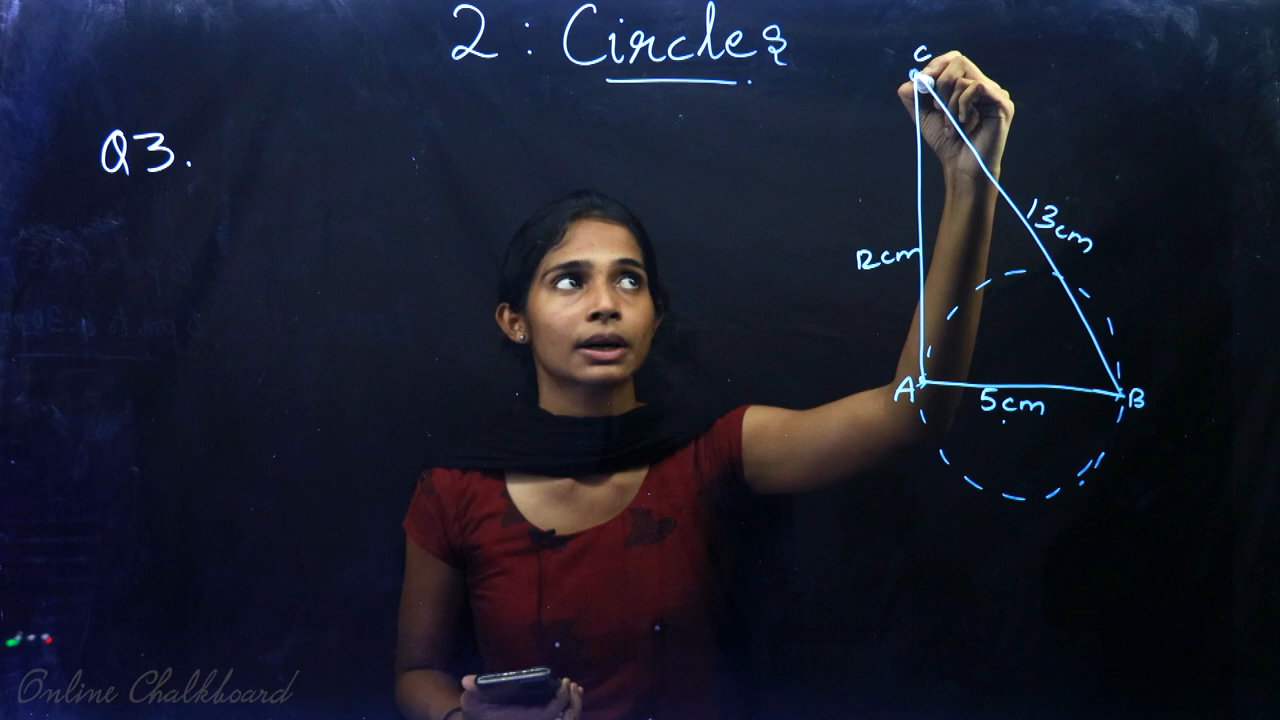 2 : Circles
Q3.
C
12cm
13cm
A
5cm
B
Online Chalkboard